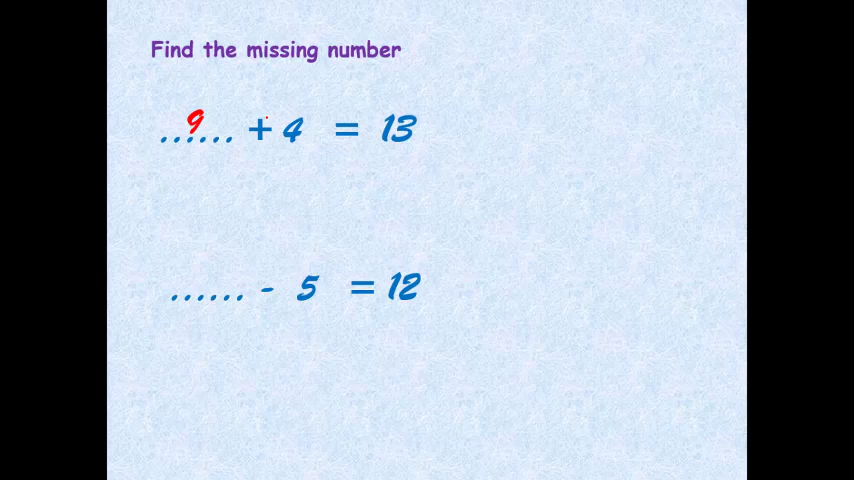 Find the missing number
...9... + 4 = 13
...... - 5 = 12